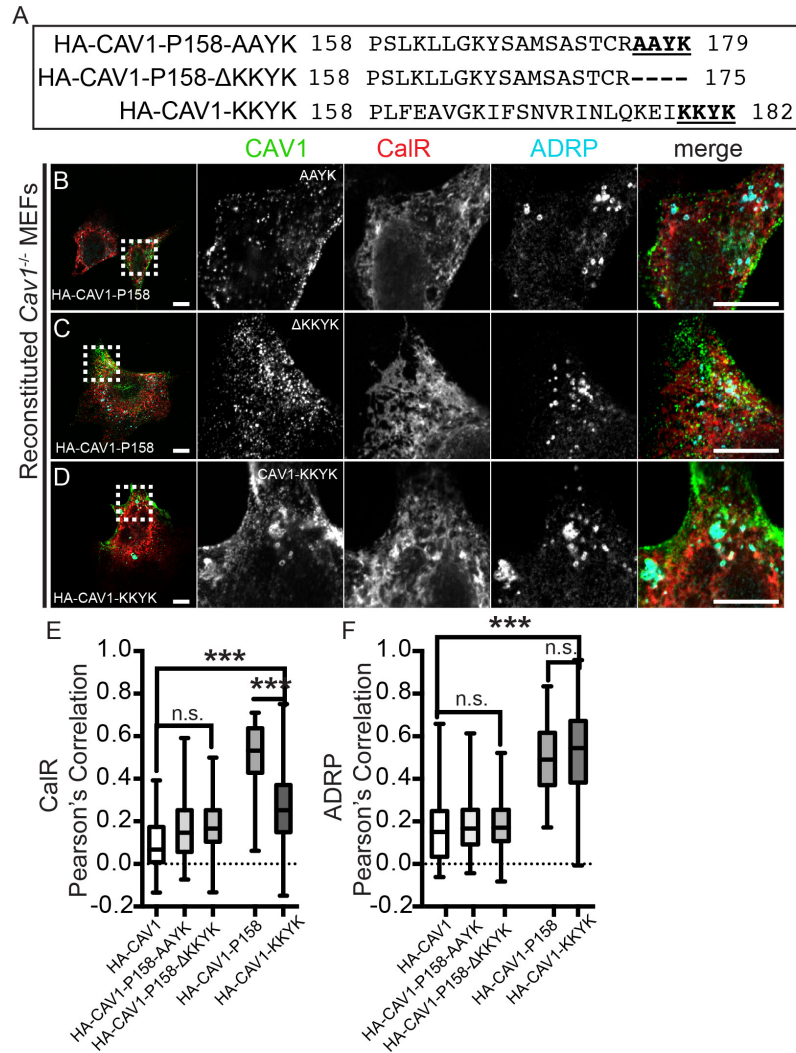 A
HA-CAV1-P158-AAYK 158 PSLKLLGKYSAMSASTCRAAYK 179
HA-CAV1-P158-ΔKKYK 158 PSLKLLGKYSAMSASTCR---- 175
HA-CAV1-KKYK 158 PLFEAVGKIFSNVRINLQKEIKKYK 182
CAV1 CalR ADRP merge
Reconstituted Cav1-/- MEFs
B
AAYK
HA-CAV1-P158
C
ΔKKYK
HA-CAV1-P158
D
CAV1-KKYK
HA-CAV1-KKYK
E
CalR
Pearson's Correlation
1.0
0.8
0.6
0.4
0.2
0.0
-0.2
***
***
n.s.
HA-CAV1
HA-CAV1-P158-AAYK
HA-CAV1-P158-ΔKKYK
HA-CAV1-P158
HA-CAV1-KKYK
F
ADRP
Pearson's Correlation
1.0
0.8
0.6
0.4
0.2
0.0
-0.2
***
n.s.
n.s.
HA-CAV1
HA-CAV1-P158-AAYK
HA-CAV1-P158-ΔKKYK
HA-CAV1-P158
HA-CAV1-KKYK